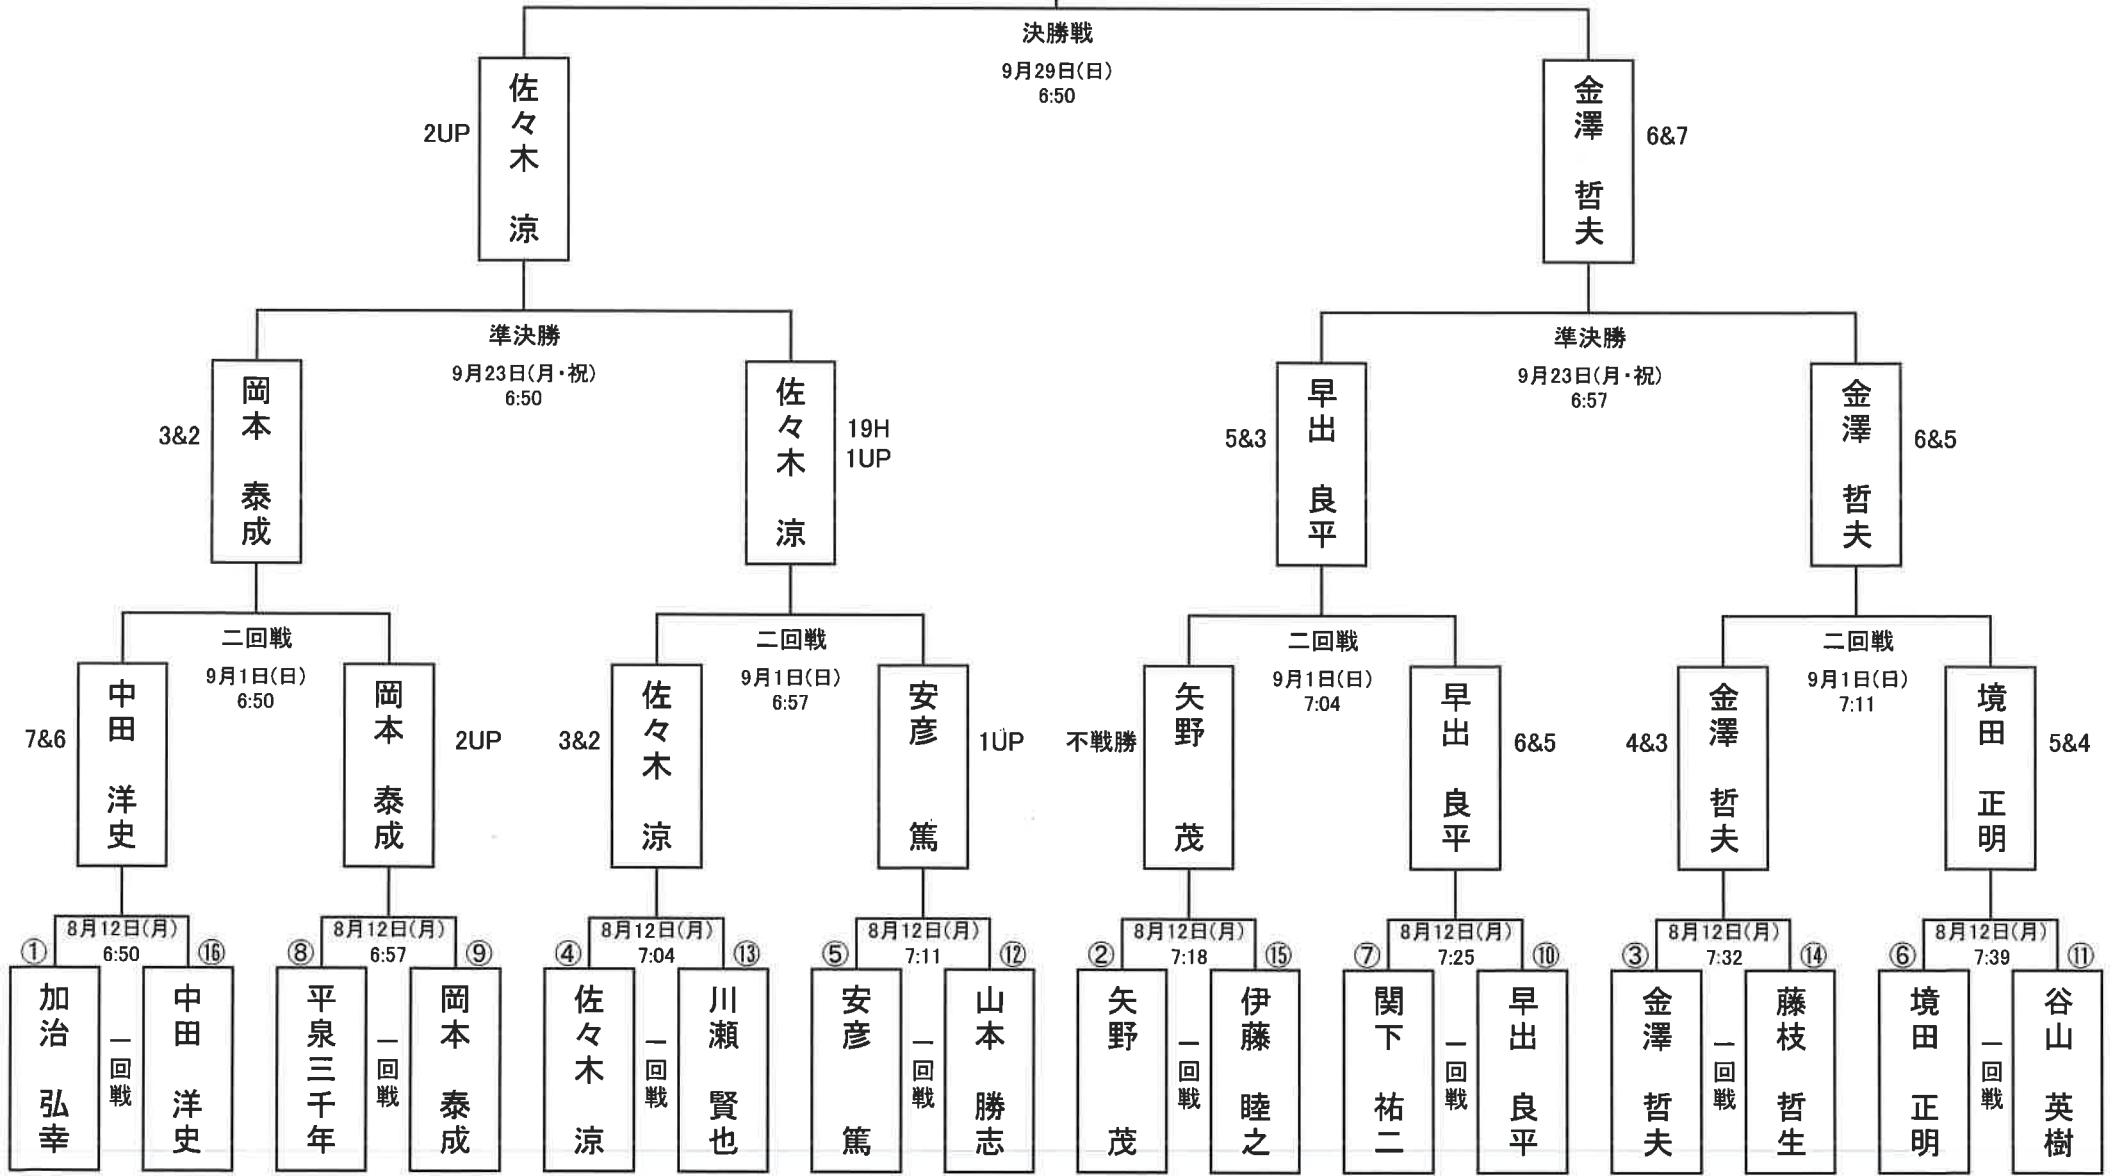 決勝戦
9月29日(日)
6:50
佐々木 涼
2UP
金澤 哲夫
6&7
準決勝
9月23日(月・祝)
6:50
準決勝
9月23日(月・祝)
6:57
3&2
岡本 泰成
佐々木 涼
19H
1UP
5&3
早出 良平
金澤 哲夫
6&5
二回戦
9月1日(日)
6:50
二回戦
9月1日(日)
6:57
二回戦
9月1日(日)
7:04
二回戦
9月1日(日)
7:11
7&6
中田 洋史
岡本 泰成
2UP
3&2
佐々木 涼
安彦 篤
1UP
不戦勝
矢野 茂
早出 良平
6&5
4&3
金澤 哲夫
境田 正明
5&4
8月12日(月)
6:50
①
加治 弘幸
一回戦
⑯
中田 洋史
8月12日(月)
6:57
⑧
平泉三千年
一回戦
⑨
岡本 泰成
8月12日(月)
7:04
④
佐々木 涼
一回戦
⑬
川瀬 賢也
8月12日(月)
7:11
⑤
安彦 篤
一回戦
⑫
山本 勝志
8月12日(月)
7:18
②
矢野 茂
一回戦
⑮
伊藤 睦之
8月12日(月)
7:25
⑦
関下 祐二
一回戦
⑩
早出 良平
8月12日(月)
7:32
③
金澤 哲夫
一回戦
⑭
藤枝 哲生
8月12日(月)
7:39
⑥
境田 正明
一回戦
⑪
谷山 英樹